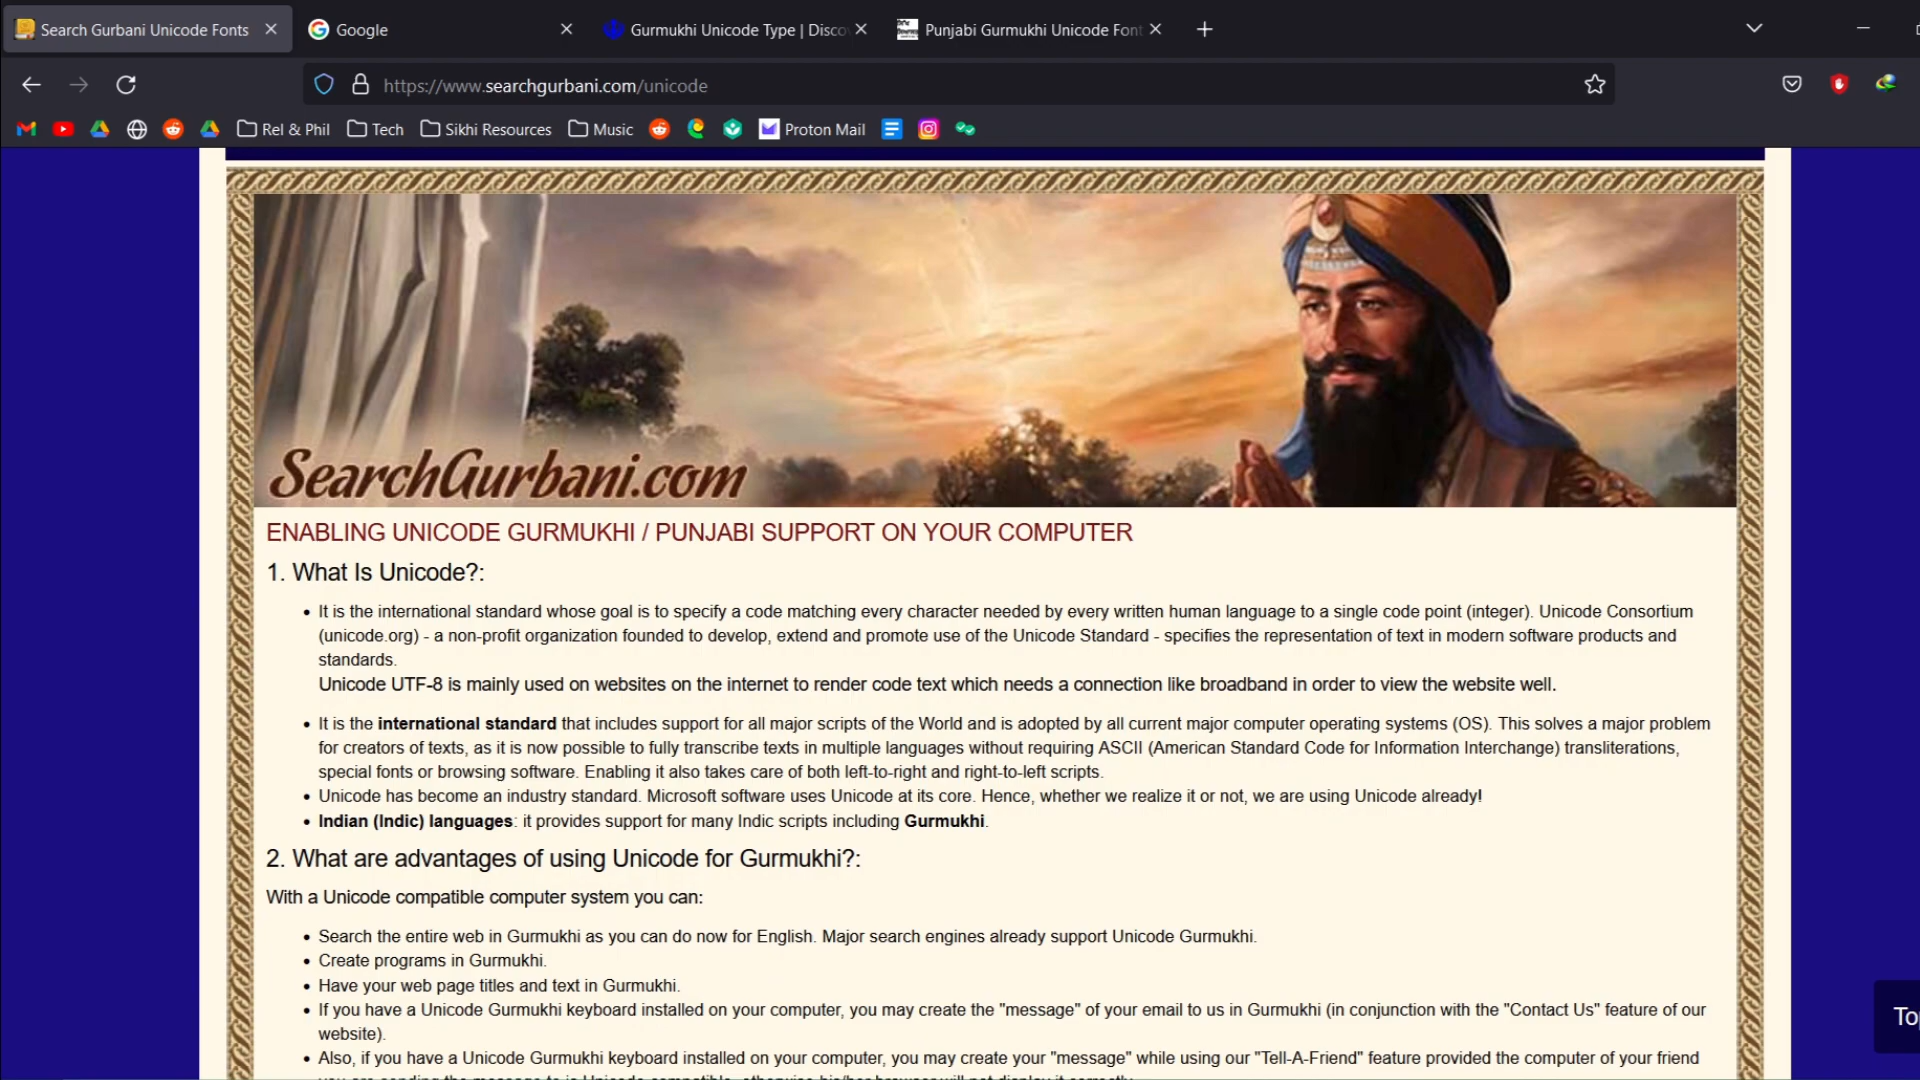 Search Gurbani Unicode Fonts
Google
Gurmukhi Unicode Type | Disco
Punjabi Gurmukhi Unicode Font
https://www.searchgurbani.com/unicode
Rel & Phil
Tech
Sikhi Resources
Music
Proton Mail
SearchGurbani.com
ENABLING UNICODE GURMUKHI / PUNJABI SUPPORT ON YOUR COMPUTER
1. What Is Unicode?:
• It is the international standard whose goal is to specify a code matching every character needed by every written human language to a single code point (integer). Unicode Consortium
(unicode.org) - a non-profit organization founded to develop, extend and promote use of the Unicode Standard - specifies the representation of text in modern software products and
standards.
Unicode UTF-8 is mainly used on websites on the internet to render code text which needs a connection like broadband in order to view the website well.
• It is the international standard that includes support for all major scripts of the World and is adopted by all current major computer operating systems (OS). This solves a major problem
for creators of texts, as it is now possible to fully transcribe texts in multiple languages without requiring ASCII (American Standard Code for Information Interchange) transliterations,
special fonts or browsing software. Enabling it also takes care of both left-to-right and right-to-left scripts.
• Unicode has become an industry standard. Microsoft software uses Unicode at its core. Hence, whether we realize it or not, we are using Unicode already!
• Indian (Indic) languages: it provides support for many Indic scripts including Gurmukhi.
2. What are advantages of using Unicode for Gurmukhi?:
With a Unicode compatible computer system you can:
• Search the entire web in Gurmukhi as you can do now for English. Major search engines already support Unicode Gurmukhi.
• Create programs in Gurmukhi.
• Have your web page titles and text in Gurmukhi.
• If you have a Unicode Gurmukhi keyboard installed on your computer, you may create the "message" of your email to us in Gurmukhi (in conjunction with the "Contact Us" feature of our
website).
• Also, if you have a Unicode Gurmukhi keyboard installed on your computer, you may create your "message" while using our "Tell-A-Friend" feature provided the computer of your friend